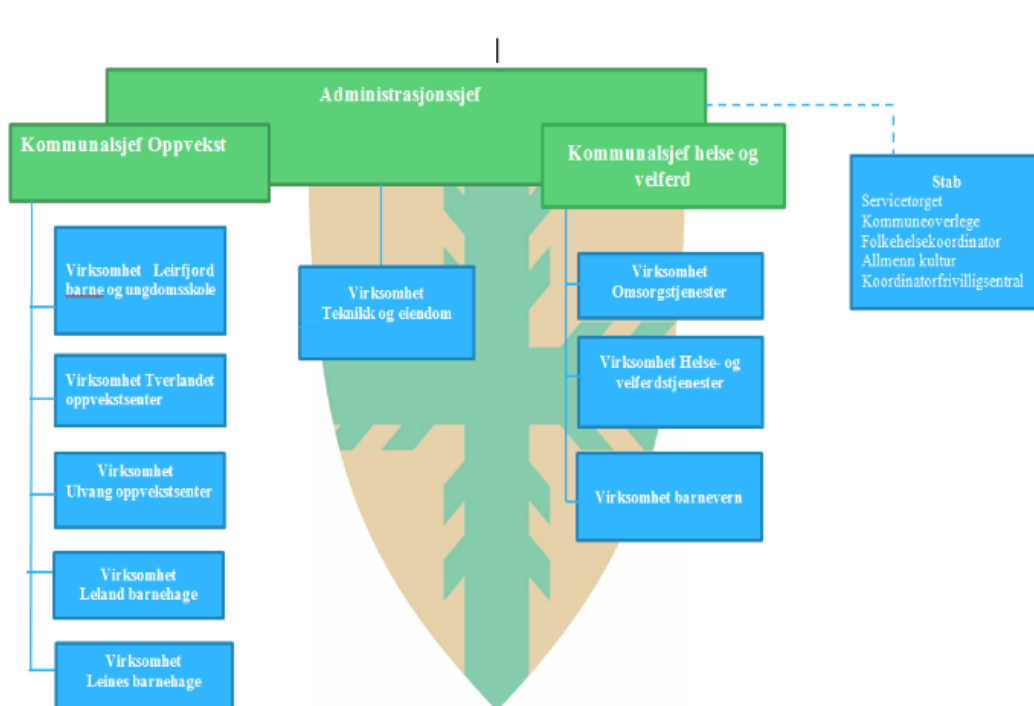 Administrasjonssjef
Kommunalsjef Oppvekst
Kommunalsjef helse og
velferd
Stab
Servicetørget
Kommuneoverlege
Folkehelsekoordinator
Allmenn kultur
Koordinatorfrivilligsentral
Virksomhet Leirfjord
barne og ungdomsskole
Virksomhet Tverlandet
oppvekstsenter
Virksomhet
Ulvang oppvekstsenter
Virksomhet
Leland barnehage
Virksomhet
Leines barnehage
Virksomhet
Teknikk og eiendom
Virksomhet
Omsorgstjenester
Virksomhet Helse- og
velferdstjenester
Virksomhet barnevern